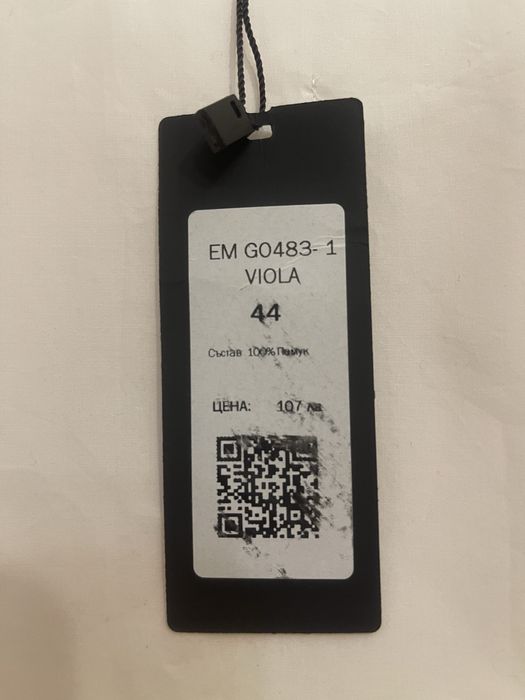 EM G0483- 1
VIOLA
44
Състав 100% Памук
ЦЕНА: 107 лв